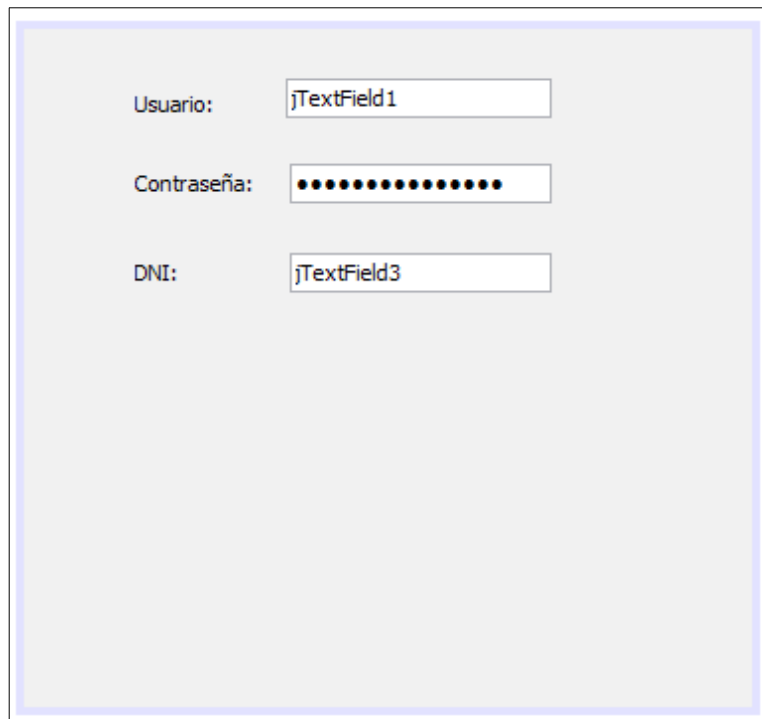 Usuario: jTextField1
Contraseña: •••••••••••••••
DNI: jTextField3